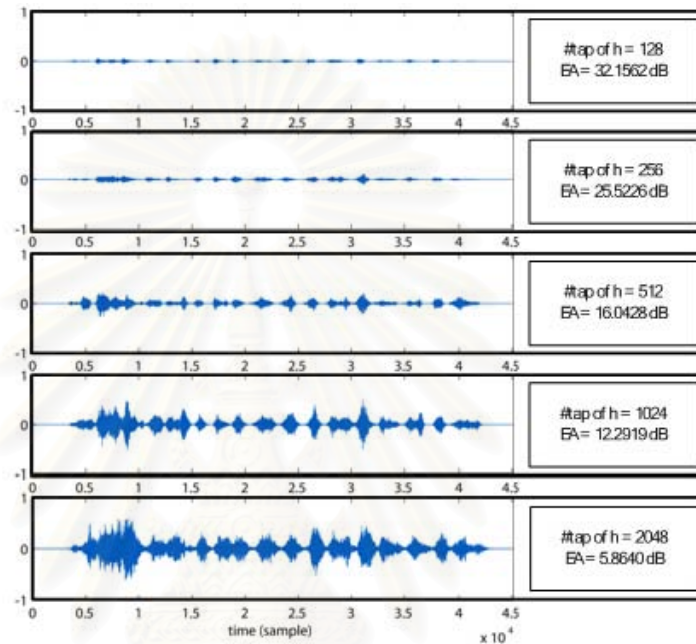 1
0
-1
0 0.5 1 1.5 2 2.5 3 3.5 4 4.5
#tap of h = 128
EA = 32.1562 dB
1
0
-1
0 0.5 1 1.5 2 2.5 3 3.5 4 4.5
#tap of h = 256
EA = 25.5226 dB
1
0
-1
0 0.5 1 1.5 2 2.5 3 3.5 4 4.5
#tap of h = 512
EA = 16.0428 dB
1
0
-1
0 0.5 1 1.5 2 2.5 3 3.5 4 4.5
#tap of h = 1024
EA = 12.2919 dB
1
0
-1
0 0.5 1 1.5 2 2.5 3 3.5 4 4.5
time (sample)
x 10⁴
#tap of h = 2048
EA = 5.8640 dB